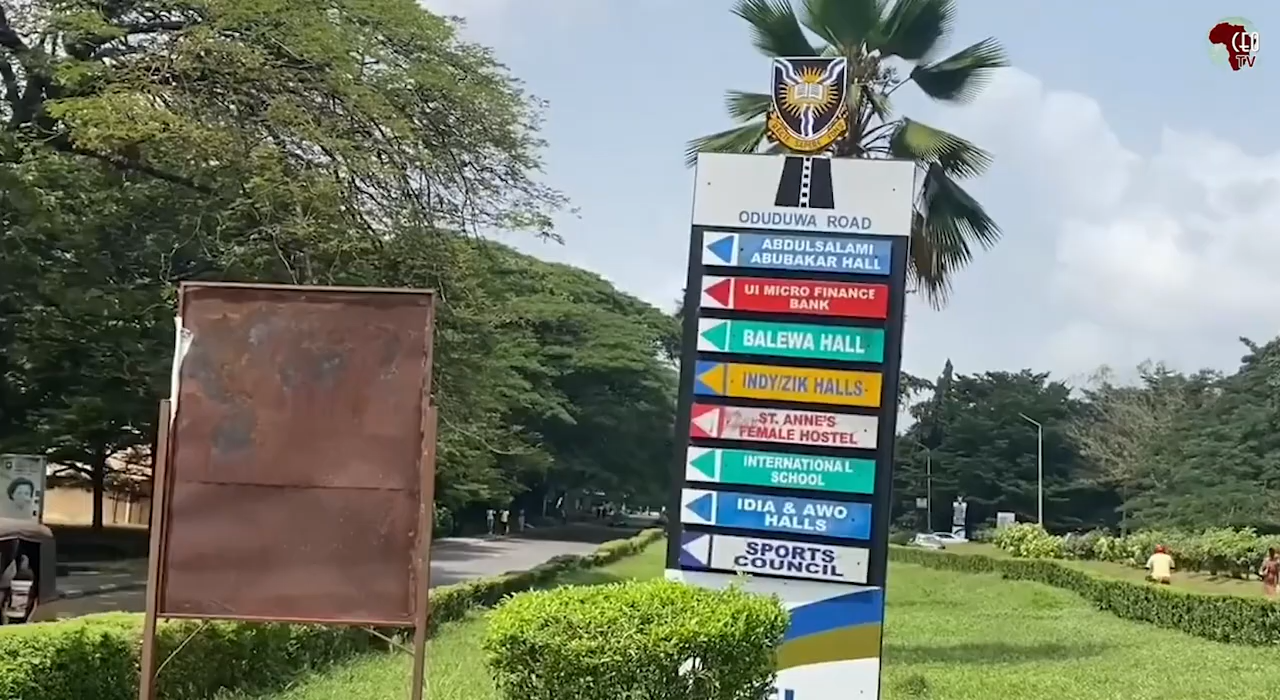 CEO
TV
ODUDUWA ROAD
ABDULSALAMI
ABUBAKAR HALL
UI MICRO FINANCE
BANK
BALEWA HALL
INDY/ZIK HALLS
ST. ANNE'S
FEMALE HOSTEL
INTERNATIONAL
SCHOOL
IDIA & AWO
HALLS
SPORTS
COUNCIL